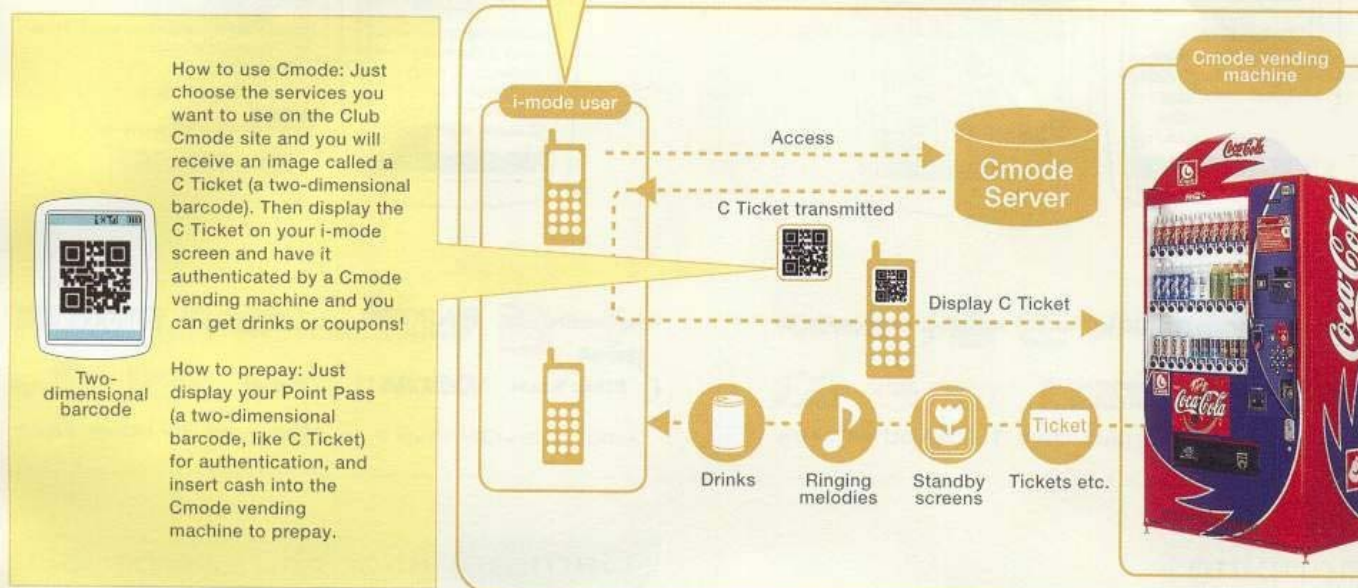 How to use Cmode: Just
choose the services you
want to use on the Club
Cmode site and you will
receive an image called a
C Ticket (a two-dimensional
barcode). Then display the
C Ticket on your i-mode
screen and have it
authenticated by a Cmode
vending machine and you
can get drinks or coupons!
How to prepay: Just
display your Point Pass
(a two-dimensional
barcode, like C Ticket)
for authentication, and
insert cash into the
Cmode vending
machine to prepay.
Two-
dimensional
barcode
i-mode user
Access
Cmode
Server
C Ticket transmitted
Display C Ticket
Drinks
Ringing
melodies
Standby
screens
Ticket
Tickets etc.
Cmode vending
machine
Coca-Cola
Coca-Cola
Coca-Cola